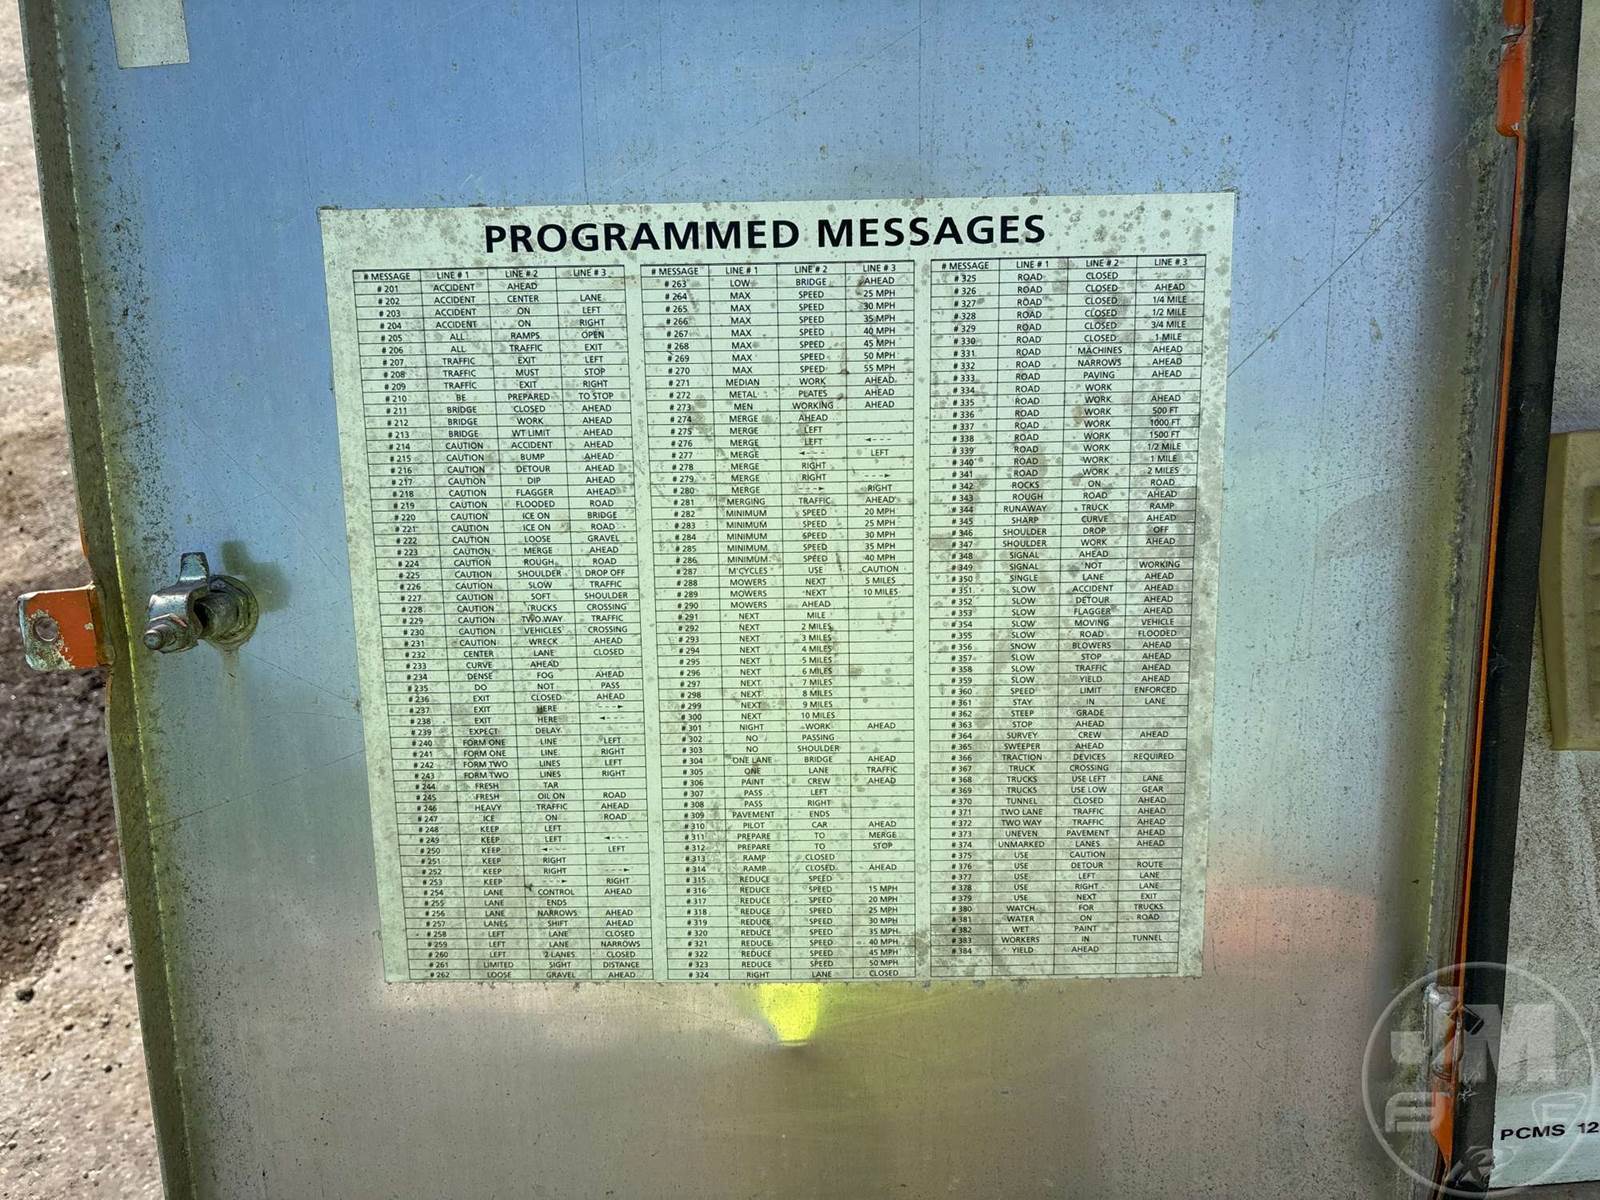 PROGRAMMED MESSAGES
# MESSAGE LINE # 1 LINE # 2 LINE # 3
# 201 ACCIDENT AHEAD
# 202 ACCIDENT CENTER LANE
# 203 ACCIDENT ON LEFT
# 204 ACCIDENT ON RIGHT
# 205 ALL RAMPS OPEN
# 206 ALL TRAFFIC EXIT
# 207 TRAFFIC EXIT LEFT
# 208 TRAFFIC MUST STOP
# 209 TRAFFIC EXIT RIGHT
# 210 BE PREPARED TO STOP
# 211 BRIDGE CLOSED AHEAD
# 212 BRIDGE WORK AHEAD
# 213 BRIDGE WT LIMIT AHEAD
# 214 CAUTION ACCIDENT AHEAD
# 215 CAUTION BUMP AHEAD
# 216 CAUTION DETOUR AHEAD
# 217 CAUTION DIP AHEAD
# 218 CAUTION FLAGGER AHEAD
# 219 CAUTION FLOODED ROAD
# 220 CAUTION ICE ON BRIDGE
# 221 CAUTION ICE ON ROAD
# 222 CAUTION LOOSE GRAVEL
# 223 CAUTION MERGE AHEAD
# 224 CAUTION ROUGH ROAD
# 225 CAUTION SHOULDER DROP OFF
# 226 CAUTION SLOW TRAFFIC
# 227 CAUTION SOFT SHOULDER
# 228 CAUTION TRUCKS CROSSING
# 229 CAUTION TWO WAY TRAFFIC
# 230 CAUTION VEHICLES CROSSING
# 231 CAUTION WRECK AHEAD
# 232 CENTER LANE CLOSED
# 233 CURVE AHEAD
# 234 DENSE FOG AHEAD
# 235 DO NOT PASS
# 236 EXIT CLOSED AHEAD
# 237 EXIT HERE ---→
# 238 EXIT HERE ←---
# 239 EXPECT DELAY
# 240 FORM ONE LINE LEFT
# 241 FORM ONE LINE RIGHT
# 242 FORM TWO LINES LEFT
# 243 FORM TWO LINES RIGHT
# 244 FRESH TAR
# 245 FRESH OIL ON ROAD
# 246 HEAVY TRAFFIC AHEAD
# 247 ICE ON ROAD
# 248 KEEP LEFT
# 249 KEEP LEFT ←---
# 250 KEEP ←--- LEFT
# 251 KEEP RIGHT
# 252 KEEP RIGHT ---→
# 253 KEEP ---→ RIGHT
# 254 LANE CONTROL AHEAD
# 255 LANE ENDS
# 256 LANE NARROWS AHEAD
# 257 LANES SHIFT AHEAD
# 258 LEFT LANE CLOSED
# 259 LEFT LANE NARROWS
# 260 LEFT 2 LANES CLOSED
# 261 LIMITED SIGHT DISTANCE
# 262 LOOSE GRAVEL AHEAD
# MESSAGE LINE # 1 LINE # 2 LINE # 3
# 263 LOW BRIDGE AHEAD
# 264 MAX SPEED 25 MPH
# 265 MAX SPEED 30 MPH
# 266 MAX SPEED 35 MPH
# 267 MAX SPEED 40 MPH
# 268 MAX SPEED 45 MPH
# 269 MAX SPEED 50 MPH
# 270 MAX SPEED 55 MPH
# 271 MEDIAN WORK AHEAD
# 272 METAL PLATES AHEAD
# 273 MEN WORKING AHEAD
# 274 MERGE AHEAD
# 275 MERGE LEFT
# 276 MERGE LEFT ←---
# 277 MERGE ←--- LEFT
# 278 MERGE RIGHT
# 279 MERGE RIGHT ---→
# 280 MERGE ---→ RIGHT
# 281 MERGING TRAFFIC AHEAD
# 282 MINIMUM SPEED 20 MPH
# 283 MINIMUM SPEED 25 MPH
# 284 MINIMUM SPEED 30 MPH
# 285 MINIMUM SPEED 35 MPH
# 286 MINIMUM SPEED 40 MPH
# 287 M'CYCLES USE CAUTION
# 288 MOWERS NEXT 5 MILES
# 289 MOWERS NEXT 10 MILES
# 290 MOWERS AHEAD
# 291 NEXT MILE
# 292 NEXT 2 MILES
# 293 NEXT 3 MILES
# 294 NEXT 4 MILES
# 295 NEXT 5 MILES
# 296 NEXT 6 MILES
# 297 NEXT 7 MILES
# 298 NEXT 8 MILES
# 299 NEXT 9 MILES
# 300 NEXT 10 MILES
# 301 NIGHT WORK AHEAD
# 302 NO PASSING
# 303 NO SHOULDER
# 304 ONE LANE BRIDGE AHEAD
# 305 ONE LANE TRAFFIC
# 306 PAINT CREW AHEAD
# 307 PASS LEFT
# 308 PASS RIGHT
# 309 PAVEMENT ENDS
# 310 PILOT CAR AHEAD
# 311 PREPARE TO MERGE
# 312 PREPARE TO STOP
# 313 RAMP CLOSED
# 314 RAMP CLOSED AHEAD
# 315 REDUCE SPEED
# 316 REDUCE SPEED 15 MPH
# 317 REDUCE SPEED 20 MPH
# 318 REDUCE SPEED 25 MPH
# 319 REDUCE SPEED 30 MPH
# 320 REDUCE SPEED 35 MPH
# 321 REDUCE SPEED 40 MPH
# 322 REDUCE SPEED 45 MPH
# 323 REDUCE SPEED 50 MPH
# 324 RIGHT LANE CLOSED
# MESSAGE LINE # 1 LINE # 2 LINE # 3
# 325 ROAD CLOSED
# 326 ROAD CLOSED AHEAD
# 327 ROAD CLOSED 1/4 MILE
# 328 ROAD CLOSED 1/2 MILE
# 329 ROAD CLOSED 3/4 MILE
# 330 ROAD CLOSED 1 MILE
# 331 ROAD MACHINES AHEAD
# 332 ROAD NARROWS AHEAD
# 333 ROAD PAVING AHEAD
# 334 ROAD WORK
# 335 ROAD WORK AHEAD
# 336 ROAD WORK 500 FT
# 337 ROAD WORK 1000 FT
# 338 ROAD WORK 1500 FT
# 339 ROAD WORK 1/2 MILE
# 340 ROAD WORK 1 MILE
# 341 ROAD WORK 2 MILES
# 342 ROCKS ON ROAD
# 343 ROUGH ROAD AHEAD
# 344 RUNAWAY TRUCK RAMP
# 345 SHARP CURVE AHEAD
# 346 SHOULDER DROP OFF
# 347 SHOULDER WORK AHEAD
# 348 SIGNAL AHEAD
# 349 SIGNAL NOT WORKING
# 350 SINGLE LANE AHEAD
# 351 SLOW ACCIDENT AHEAD
# 352 SLOW DETOUR AHEAD
# 353 SLOW FLAGGER AHEAD
# 354 SLOW MOVING VEHICLE
# 355 SLOW ROAD FLOODED
# 356 SNOW BLOWERS AHEAD
# 357 SLOW STOP AHEAD
# 358 SLOW TRAFFIC AHEAD
# 359 SLOW YIELD AHEAD
# 360 SPEED LIMIT ENFORCED
# 361 STAY IN LANE
# 362 STEEP GRADE
# 363 STOP AHEAD
# 364 SURVEY CREW AHEAD
# 365 SWEEPER AHEAD
# 366 TRACTION DEVICES REQUIRED
# 367 TRUCK CROSSING
# 368 TRUCKS USE LEFT LANE
# 369 TRUCKS USE LOW GEAR
# 370 TUNNEL CLOSED AHEAD
# 371 TWO LANE TRAFFIC AHEAD
# 372 TWO WAY TRAFFIC AHEAD
# 373 UNEVEN PAVEMENT AHEAD
# 374 UNMARKED LANES AHEAD
# 375 USE CAUTION
# 376 USE DETOUR ROUTE
# 377 USE LEFT LANE
# 378 USE RIGHT LANE
# 379 USE NEXT EXIT
# 380 WATCH FOR TRUCKS
# 381 WATER ON ROAD
# 382 WET PAINT
# 383 WORKERS IN TUNNEL
# 384 YIELD AHEAD
PCMS 12
JM